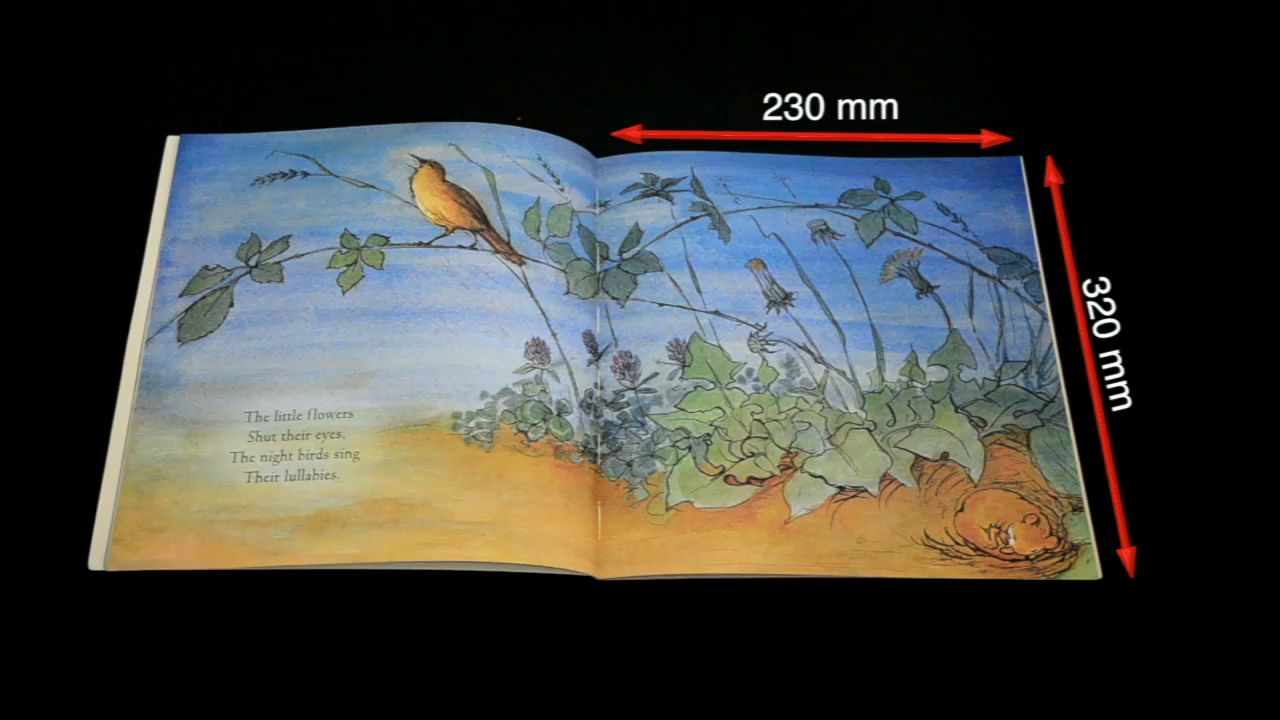 230 mm
320 mm
The little flowers
Shut their eyes,
The night birds sing
Their lullabies.